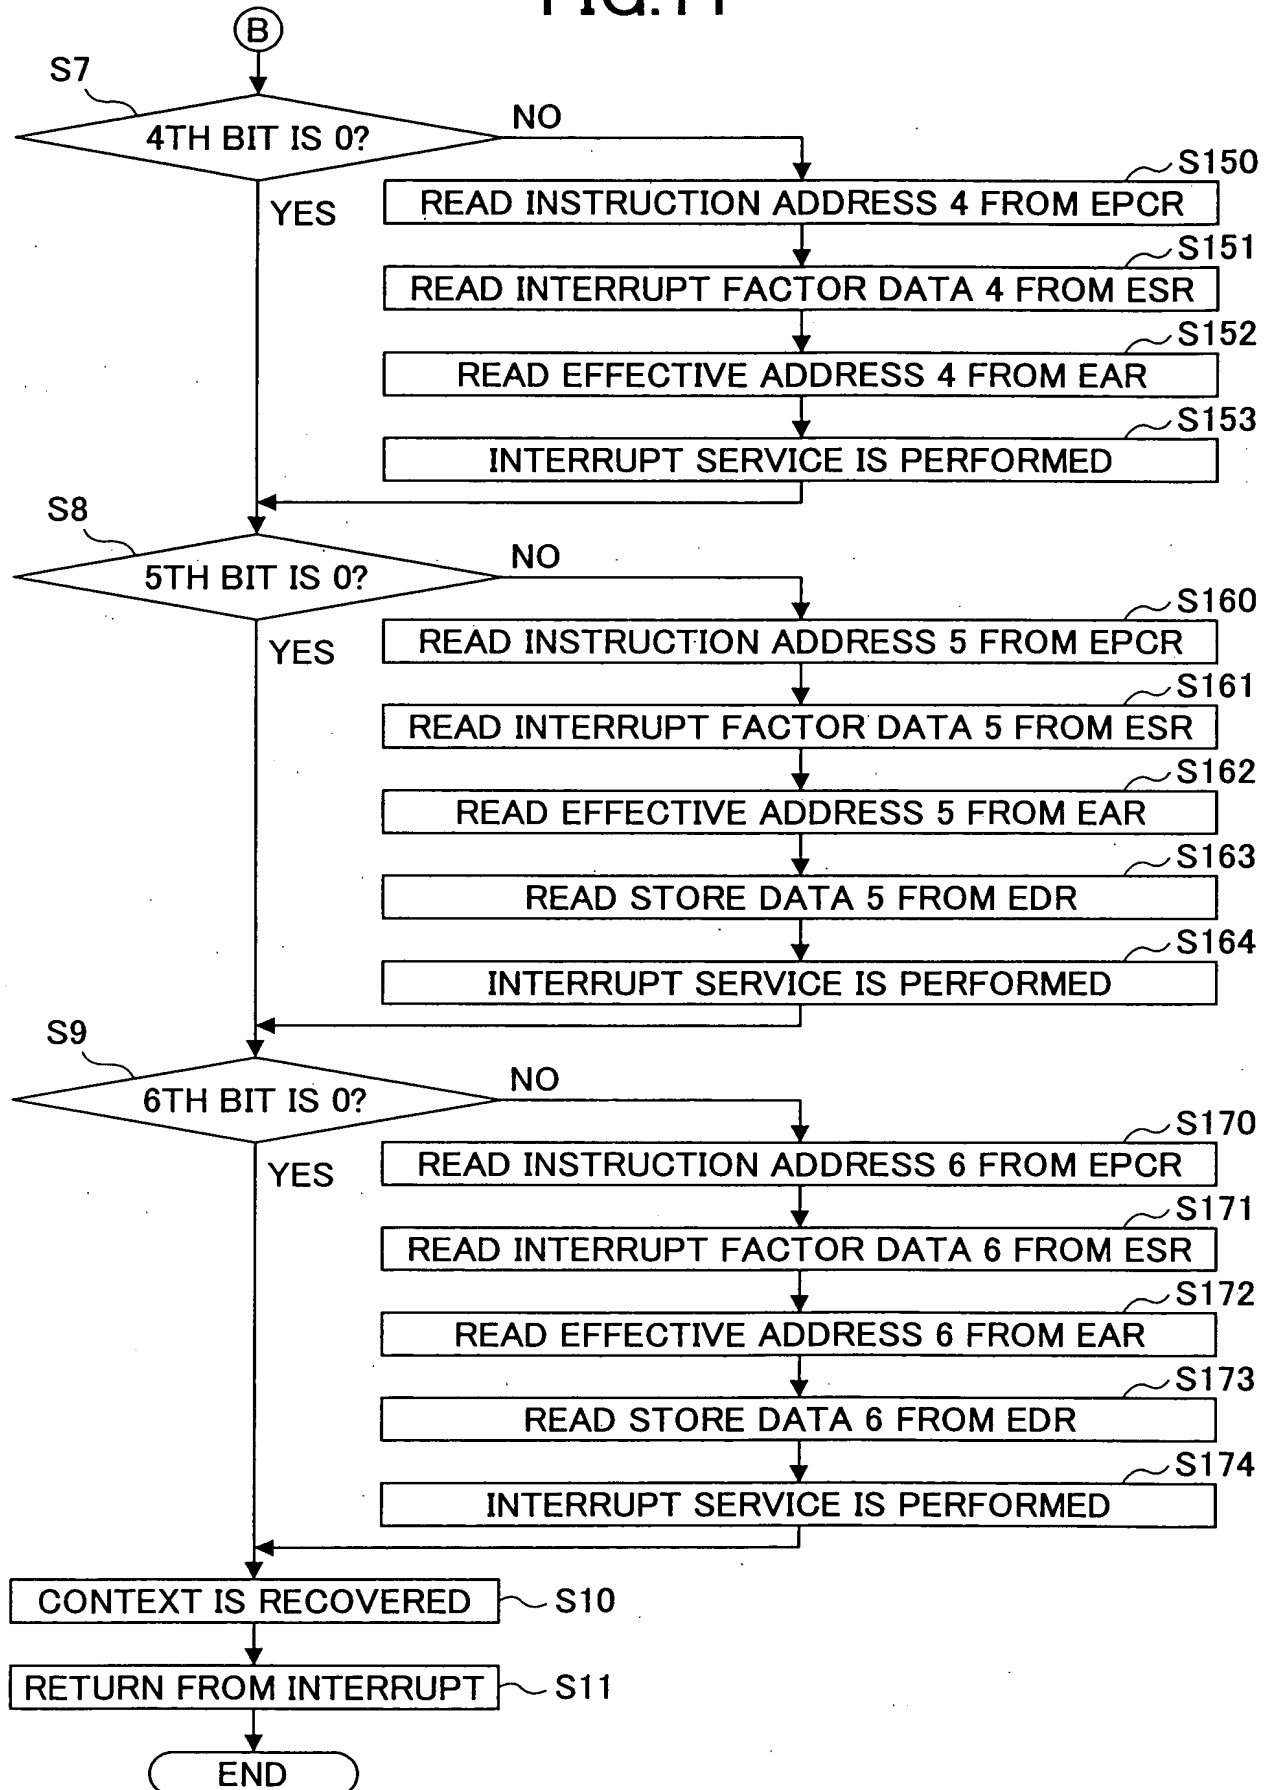 FIG.11
B
S7
4TH BIT IS 0?
NO
YES
S150
READ INSTRUCTION ADDRESS 4 FROM EPCR
S151
READ INTERRUPT FACTOR DATA 4 FROM ESR
S152
READ EFFECTIVE ADDRESS 4 FROM EAR
S153
INTERRUPT SERVICE IS PERFORMED
S8
5TH BIT IS 0?
NO
YES
S160
READ INSTRUCTION ADDRESS 5 FROM EPCR
S161
READ INTERRUPT FACTOR DATA 5 FROM ESR
S162
READ EFFECTIVE ADDRESS 5 FROM EAR
S163
READ STORE DATA 5 FROM EDR
S164
INTERRUPT SERVICE IS PERFORMED
S9
6TH BIT IS 0?
NO
YES
S170
READ INSTRUCTION ADDRESS 6 FROM EPCR
S171
READ INTERRUPT FACTOR DATA 6 FROM ESR
S172
READ EFFECTIVE ADDRESS 6 FROM EAR
S173
READ STORE DATA 6 FROM EDR
S174
INTERRUPT SERVICE IS PERFORMED
CONTEXT IS RECOVERED
S10
RETURN FROM INTERRUPT
S11
END